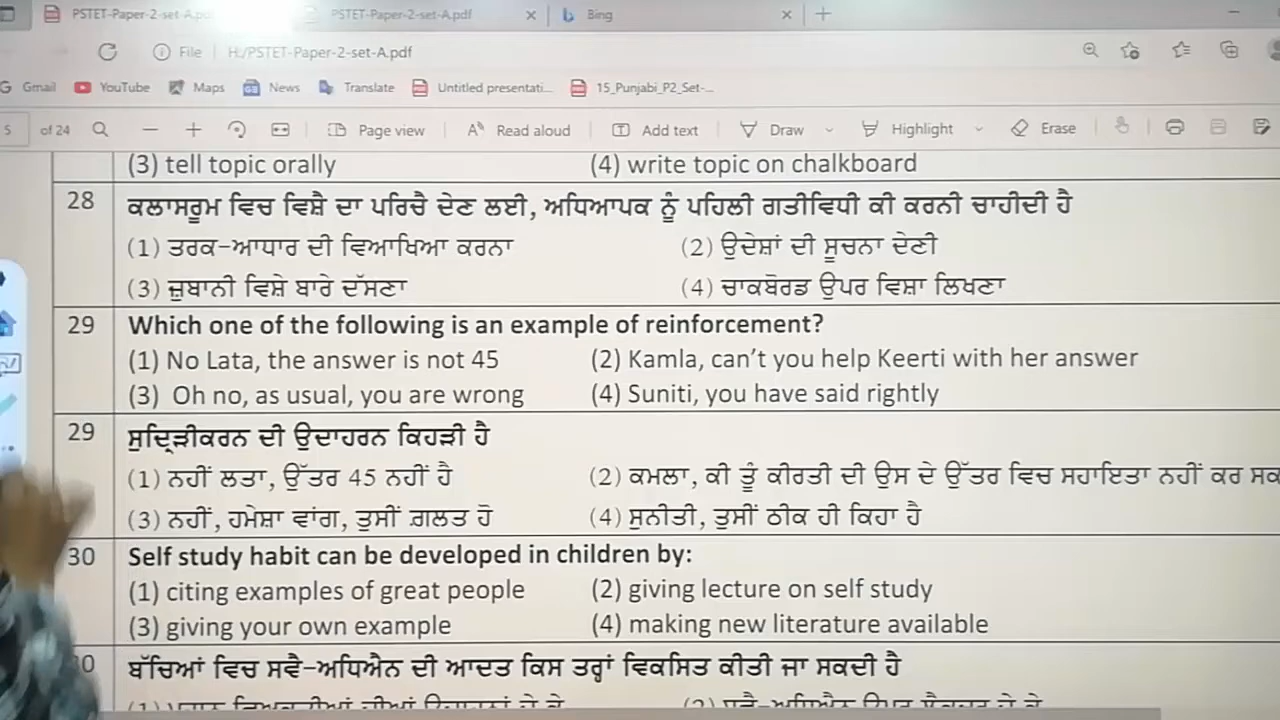 PSTET-Paper-2-set-A.pdf PSTET-Paper-2-set-A.pdf Bing
File H:/PSTET-Paper-2-set-A.pdf
Gmail YouTube Maps News Translate Untitled presentati... 15_Punjabi_P2_Set-...
5 of 24 Page view Read aloud Add text Draw Highlight Erase
(3) tell topic orally (4) write topic on chalkboard
28 ਕਲਾਸਰੂਮ ਵਿਚ ਵਿਸ਼ੈ ਦਾ ਪਰਿਚੈ ਦੇਣ ਲਈ, ਅਧਿਆਪਕ ਨੂੰ ਪਹਿਲੀ ਗਤੀਵਿਧੀ ਕੀ ਕਰਨੀ ਚਾਹੀਦੀ ਹੈ
(1) ਤਰਕ-ਆਧਾਰ ਦੀ ਵਿਆਖਿਆ ਕਰਨਾ (2) ਉਦੇਸ਼ਾਂ ਦੀ ਸੂਚਨਾ ਦੇਣੀ
(3) ਜ਼ੁਬਾਨੀ ਵਿਸ਼ੇ ਬਾਰੇ ਦੱਸਣਾ (4) ਚਾਕਬੋਰਡ ਉਪਰ ਵਿਸ਼ਾ ਲਿਖਣਾ
29 Which one of the following is an example of reinforcement?
(1) No Lata, the answer is not 45 (2) Kamla, can’t you help Keerti with her answer
(3) Oh no, as usual, you are wrong (4) Suniti, you have said rightly
29 ਸੁਦ੍ਰਿੜੀਕਰਨ ਦੀ ਉਦਾਹਰਨ ਕਿਹੜੀ ਹੈ
(1) ਨਹੀਂ ਲਤਾ, ਉੱਤਰ 45 ਨਹੀਂ ਹੈ (2) ਕਮਲਾ, ਕੀ ਤੂੰ ਕੀਰਤੀ ਦੀ ਉਸ ਦੇ ਉੱਤਰ ਵਿਚ ਸਹਾਇਤਾ ਨਹੀਂ ਕਰ
(3) ਨਹੀਂ, ਹਮੇਸ਼ਾ ਵਾਂਗ, ਤੁਸੀਂ ਗ਼ਲਤ ਹੋ (4) ਸੁਨੀਤੀ, ਤੁਸੀਂ ਠੀਕ ਹੀ ਕਿਹਾ ਹੈ
30 Self study habit can be developed in children by:
(1) citing examples of great people (2) giving lecture on self study
(3) giving your own example (4) making new literature available
ਬੱਚਿਆਂ ਵਿਚ ਸਵੈ-ਅਧਿਐਨ ਦੀ ਆਦਤ ਕਿਸ ਤਰ੍ਹਾਂ ਵਿਕਸਿਤ ਕੀਤੀ ਜਾ ਸਕਦੀ ਹੈ